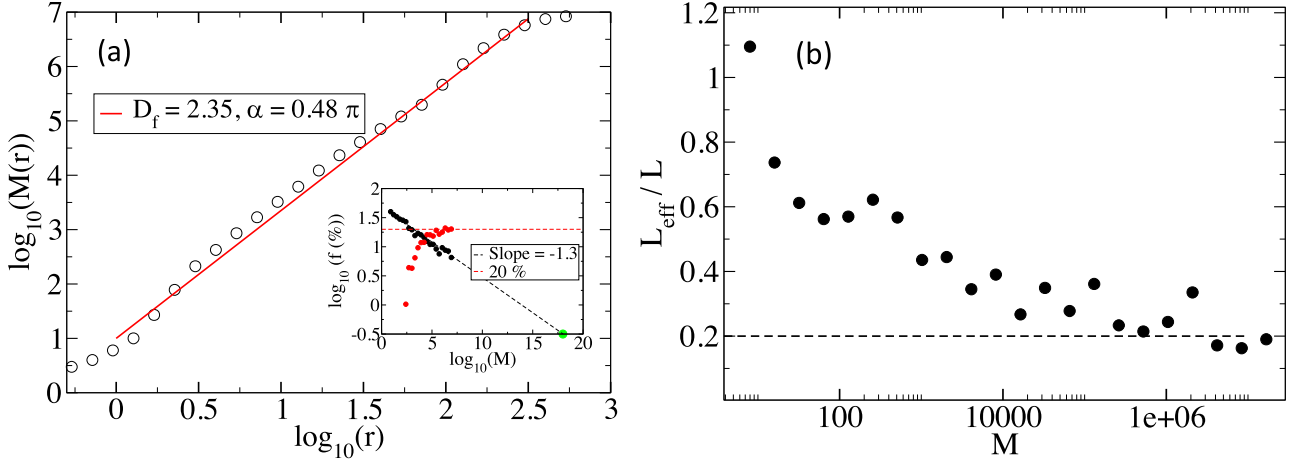 (a)
log10(M(r))
7
6
5
4
3
2
1
0
D_f = 2.35, α = 0.48 π
0 0.5 1 1.5 2 2.5 3
log10(r)
log10 (f (%))
2
1.5
1
0.5
0
-0.5
Slope = -1.3
20 %
0 5 10 15 20
log10(M)
(b)
L_eff / L
1.2
1
0.8
0.6
0.4
0.2
100 10000 1e+06
M